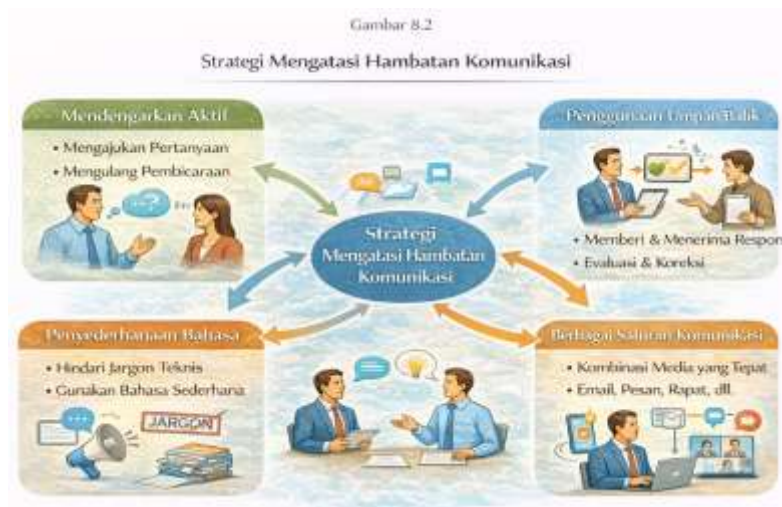 Gambar 8.2
Strategi Mengatasi Hambatan Komunikasi
Mendengarkan Aktif
• Mengajukan Pertanyaan
• Mengulang Pembicaraan
Penggunaan Umpan Balik
• Memberi & Menerima Respon
• Evaluasi & Koreksi
Strategi
Mengatasi Hambatan
Komunikasi
Penyederhanaan Bahasa
• Hindari Jargon Teknis
• Gunakan Bahasa Sederhana
JARGON
Berbagai Saluran Komunikasi
• Kombinasi Media yang Tepat
• Email, Pesan, Rapat, dll.